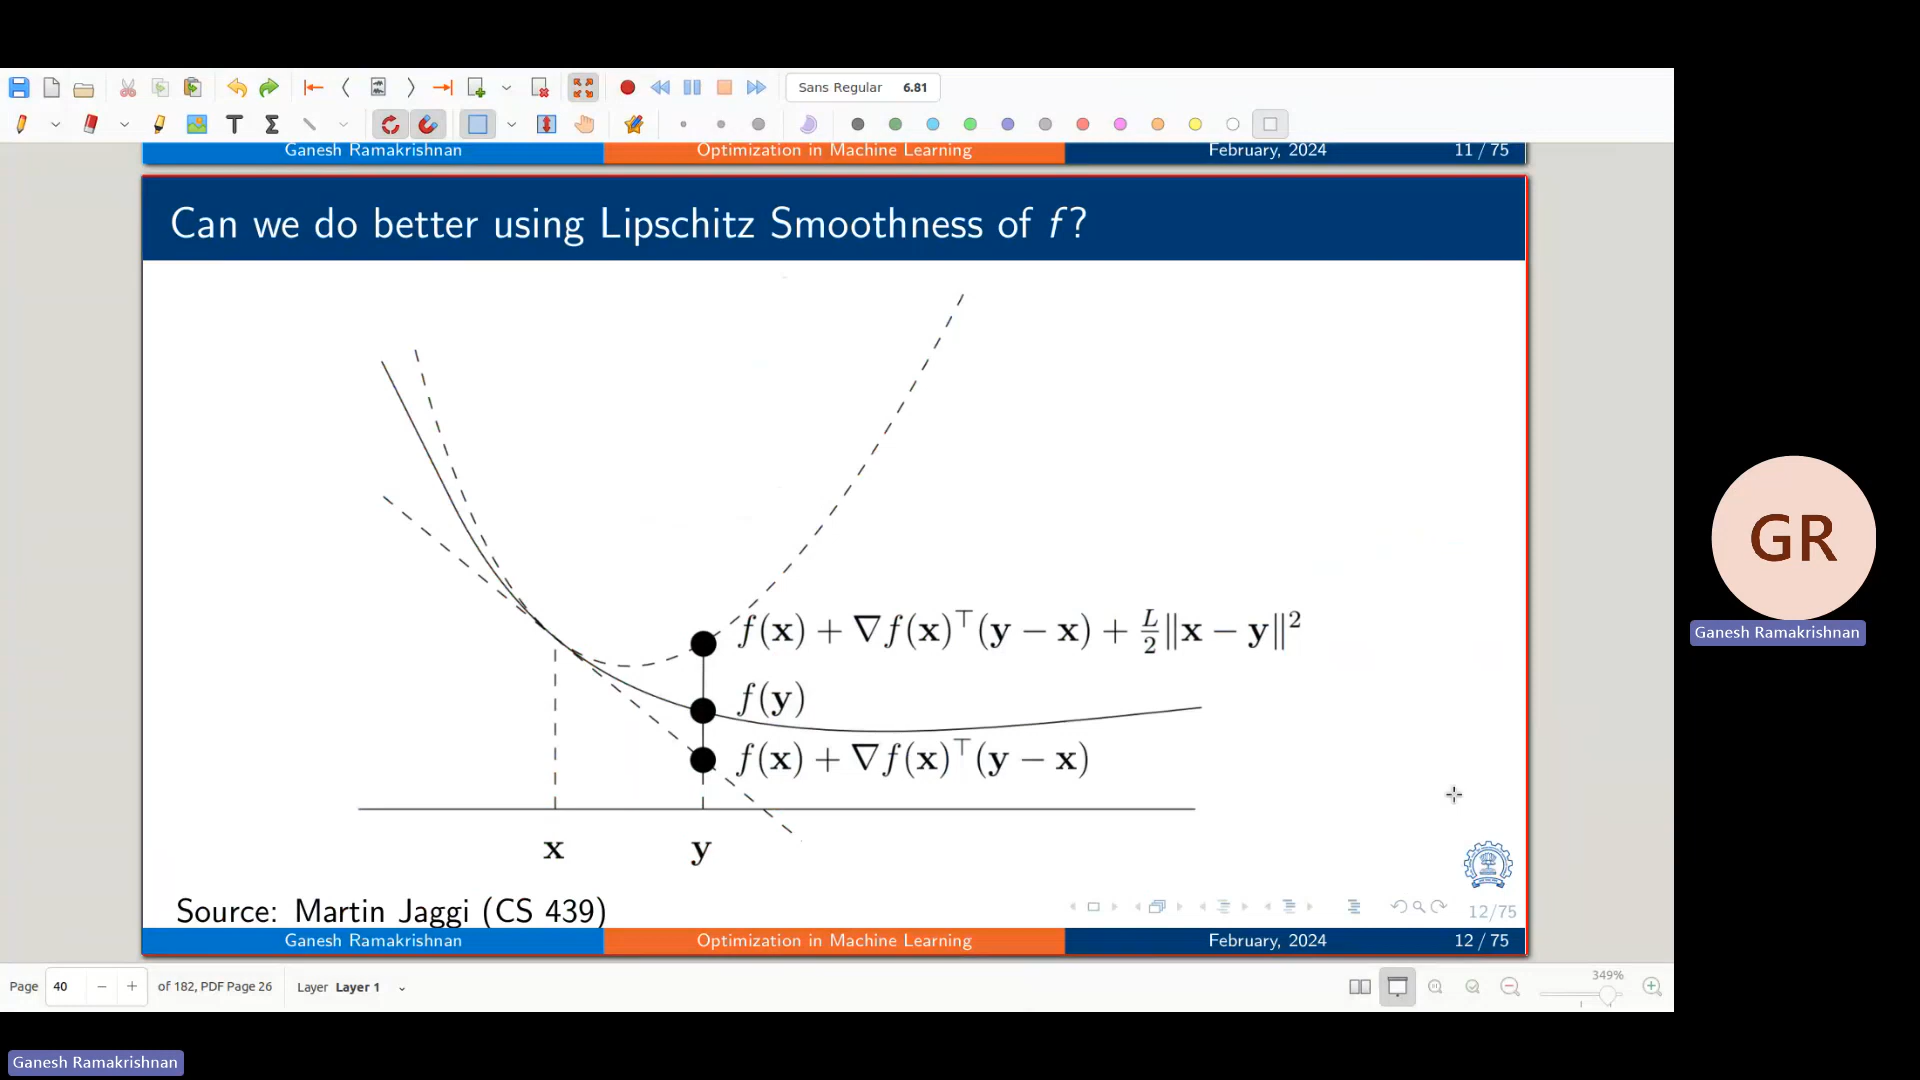 Sans Regular 6.81
Ganesh Ramakrishnan Optimization in Machine Learning February, 2024 11 / 75
Can we do better using Lipschitz Smoothness of f?
f(x) + ∇f(x)⊤(y − x) + L/2 ‖x − y‖²
f(y)
f(x) + ∇f(x)⊤(y − x)
x y
Source: Martin Jaggi (CS 439)
12/75
Ganesh Ramakrishnan Optimization in Machine Learning February, 2024 12 / 75
Page 40 of 182, PDF Page 26 Layer Layer 1 349%
GR
Ganesh Ramakrishnan
Ganesh Ramakrishnan